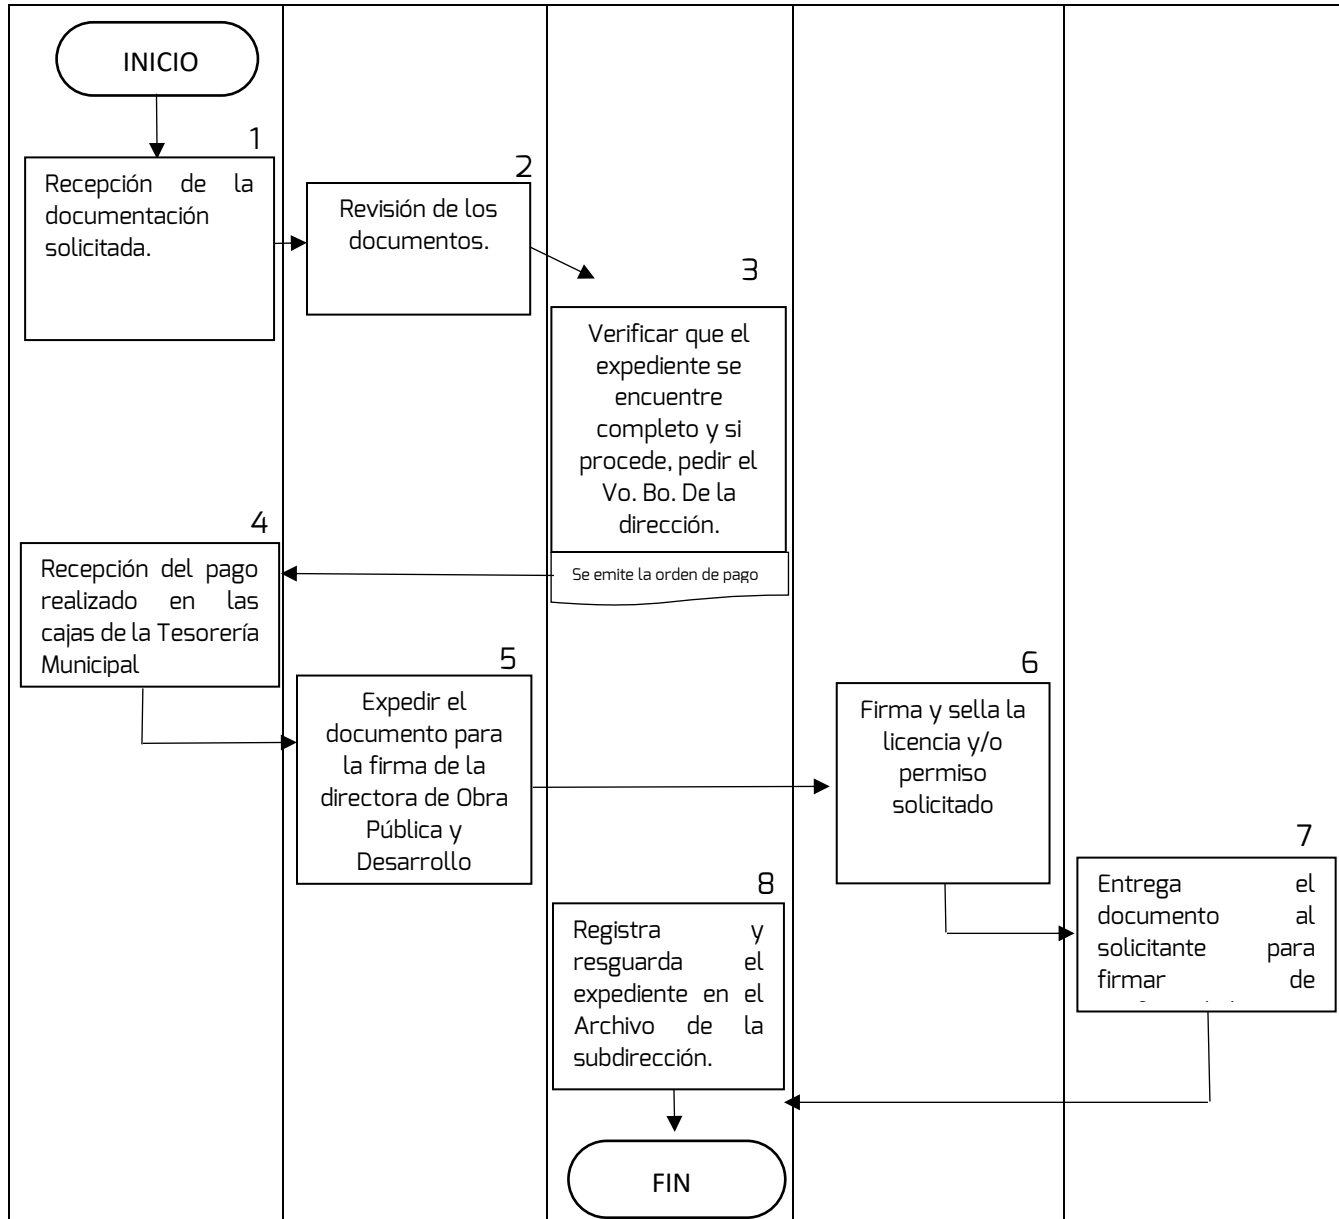 INICIO
1
Recepción de la
documentación
solicitada.
2
Revisión de los
documentos.
3
Verificar que el
expediente se
encuentre
completo y si
procede, pedir el
Vo. Bo. De la
dirección.
Se emite la orden de pago
4
Recepción del pago
realizado en las
cajas de la Tesorería
Municipal
5
Expedir el
documento para
la firma de la
directora de Obra
Pública y
Desarrollo
6
Firma y sella la
licencia y/o
permiso
solicitado
7
Entrega el
documento al
solicitante para
firmar de
8
Registra y
resguarda el
expediente en el
Archivo de la
subdirección.
FIN